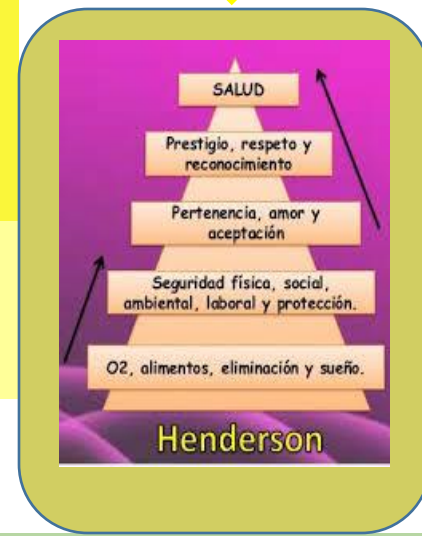 SALUD
Prestigio, respeto y
reconocimiento
Pertenencia, amor y
aceptación
Seguridad física, social,
ambiental, laboral y protección.
O2, alimentos, eliminación y sueño.
Henderson